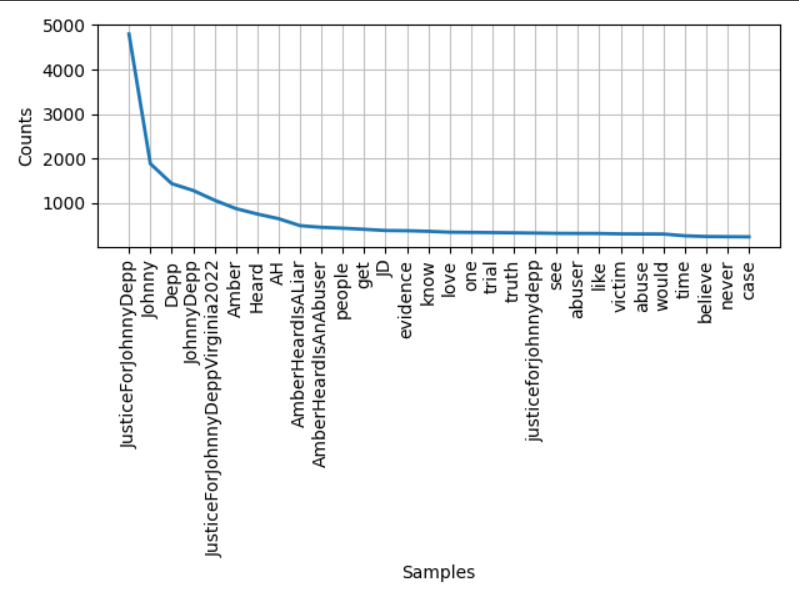 5000
4000
3000
2000
1000
Counts
JusticeForJohnnyDepp
Johnny
Depp
JohnnyDepp
JusticeForJohnnyDeppVirginia2022
Amber
Heard
AH
AmberHeardIsALiar
AmberHeardIsAnAbuser
people
get
JD
evidence
know
love
one
trial
truth
justiceforjohnnydepp
see
abuser
like
victim
abuse
would
time
believe
never
case
Samples